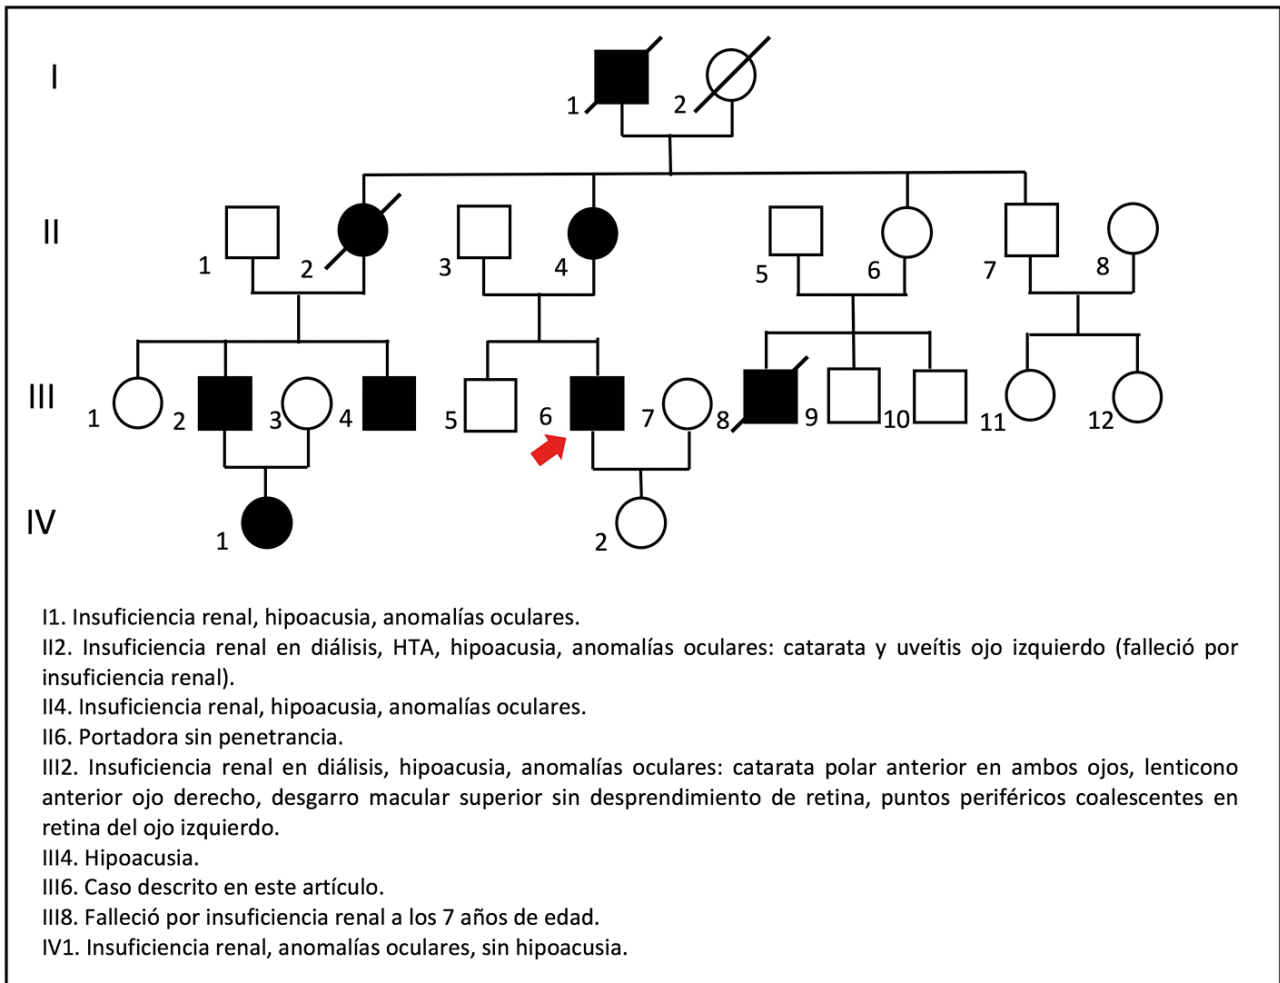 I
1 2
II
1 2 3 4 5 6 7 8
III
1 2 3 4 5 6 7 8 9 10 11 12
IV
1 2
I1. Insuficiencia renal, hipoacusia, anomalías oculares.
II2. Insuficiencia renal en diálisis, HTA, hipoacusia, anomalías oculares: catarata y uveítis ojo izquierdo (falleció por
insuficiencia renal).
II4. Insuficiencia renal, hipoacusia, anomalías oculares.
II6. Portadora sin penetrancia.
III2. Insuficiencia renal en diálisis, hipoacusia, anomalías oculares: catarata polar anterior en ambos ojos, lenticono
anterior ojo derecho, desgarro macular superior sin desprendimiento de retina, puntos periféricos coalescentes en
retina del ojo izquierdo.
III4. Hipoacusia.
III6. Caso descrito en este artículo.
III8. Falleció por insuficiencia renal a los 7 años de edad.
IV1. Insuficiencia renal, anomalías oculares, sin hipoacusia.